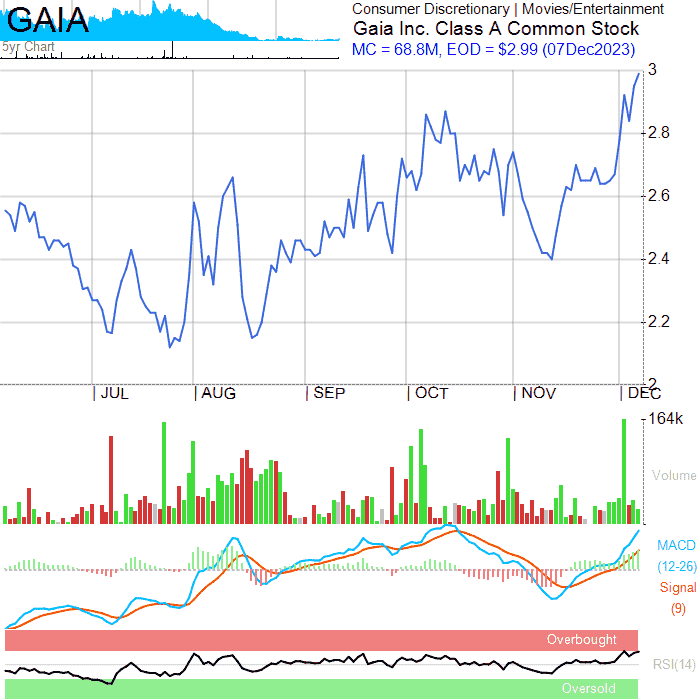 GAIA
5yr Chart
Consumer Discretionary | Movies/Entertainment
Gaia Inc. Class A Common Stock
MC = 68.8M, EOD = $2.99 (07Dec2023)
3
2.8
2.6
2.4
2.2
2
JUL AUG SEP OCT NOV DEC
164k
Volume
MACD
(12-26)
Signal
(9)
Overbought
RSI(14)
Oversold